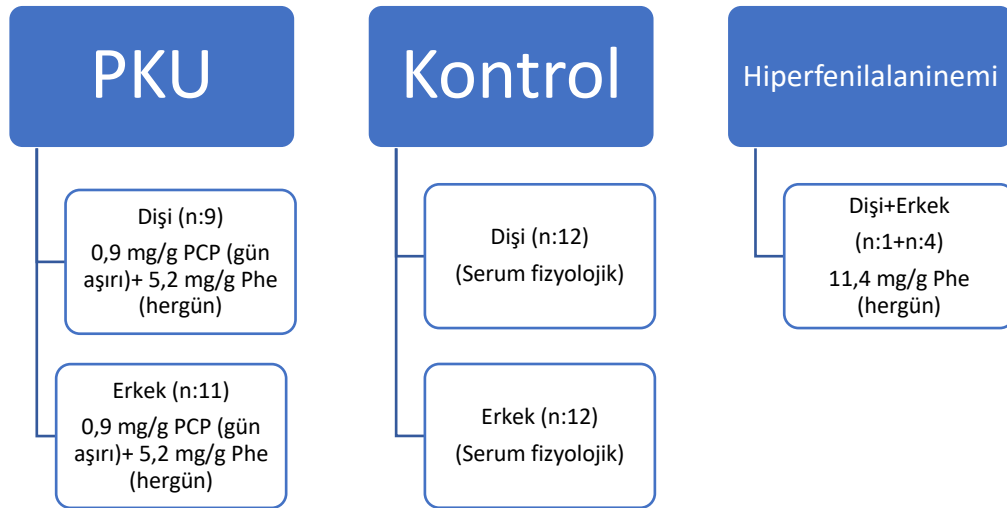 PKU
Dişi (n:9)
0,9 mg/g PCP (gün
aşırı)+ 5,2 mg/g Phe
(hergün)
Erkek (n:11)
0,9 mg/g PCP (gün
aşırı)+ 5,2 mg/g Phe
(hergün)
Kontrol
Dişi (n:12)
(Serum fizyolojik)
Erkek (n:12)
(Serum fizyolojik)
Hiperfenilalaninemi
Dişi+Erkek
(n:1+n:4)
11,4 mg/g Phe
(hergün)